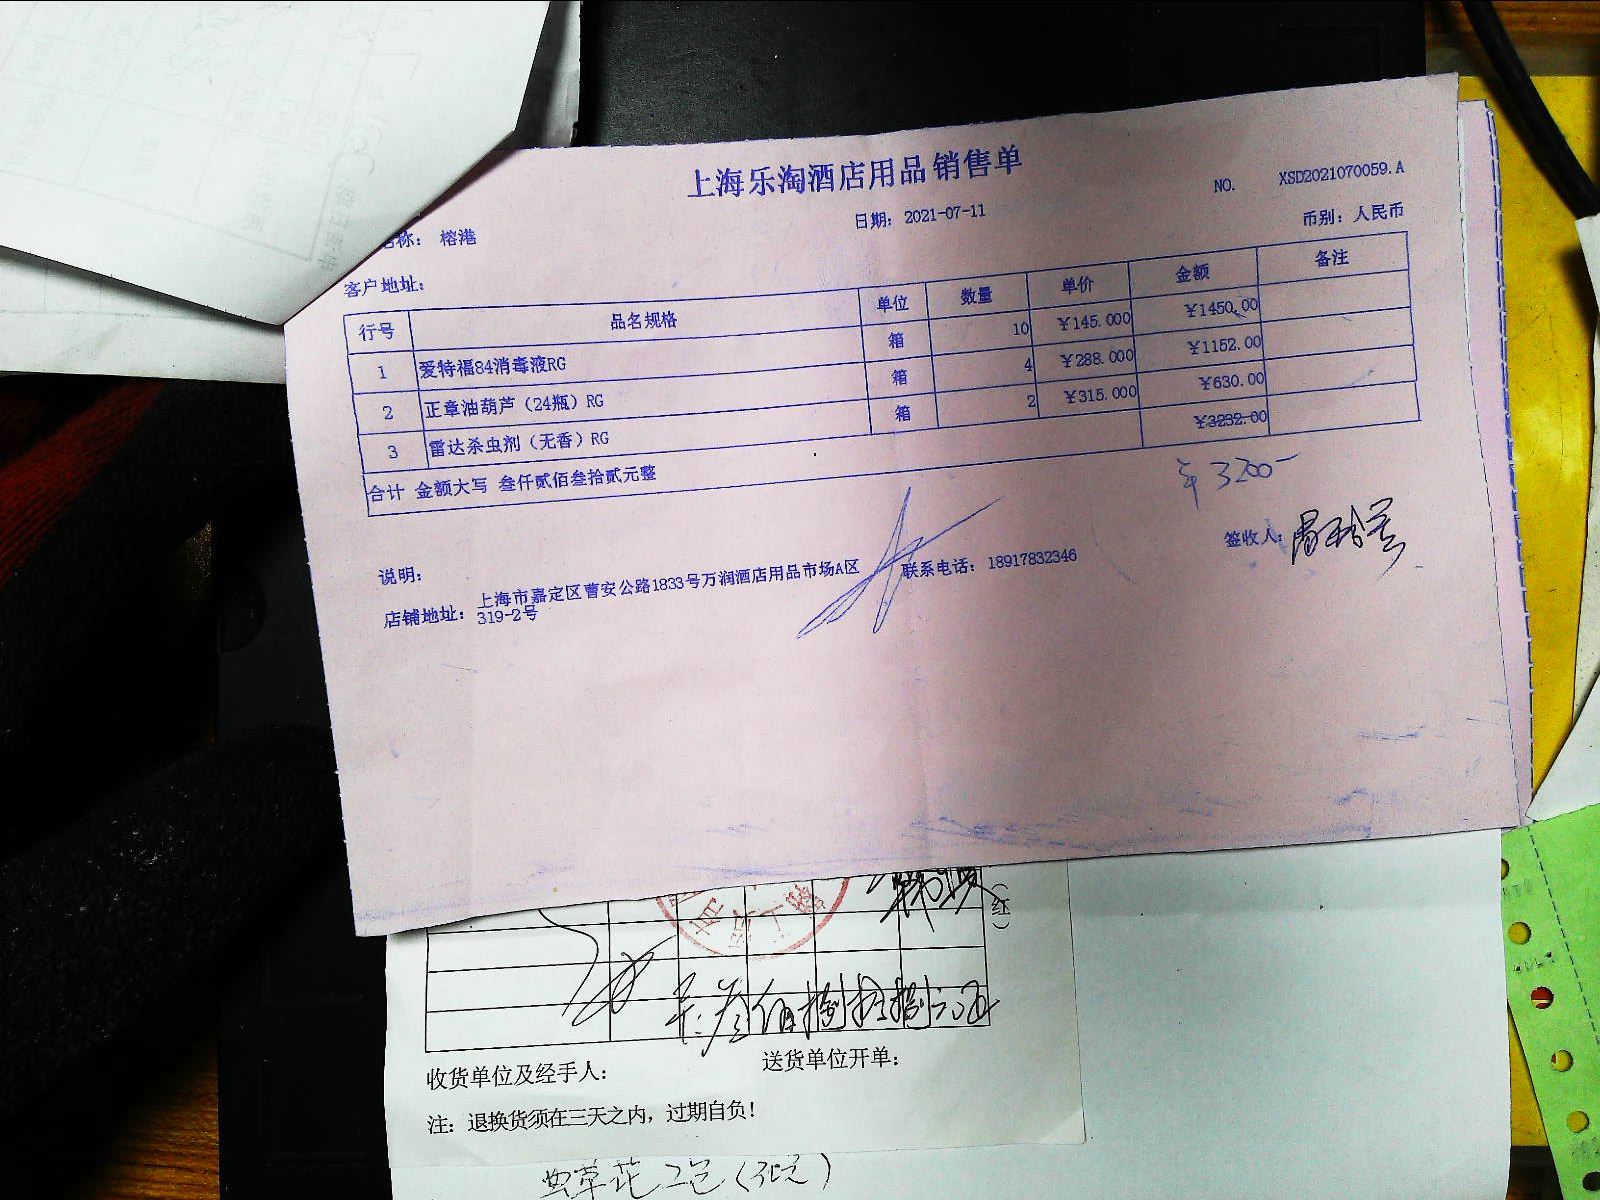 上海乐淘酒店用品销售单
NO. XSD2021070059.A
名称： 榕港
日期：2021-07-11
币别：人民币
客户地址：
行号 品名规格 单位 数量 单价 金额 备注
1 爱特福84消毒液RG 箱 10 ￥145.000 ￥1450.00
2 正章油葫芦（24瓶）RG 箱 4 ￥288.000 ￥1152.00
3 雷达杀虫剂（无香）RG 箱 2 ￥315.000 ￥630.00
合计 金额大写 叁仟贰佰叁拾贰元整 ￥3232.00
￥3200-
说明：
签收人：
店铺地址：上海市嘉定区曹安公路1833号万润酒店用品市场A区
319-2号
联系电话：18917832346
（红）
收货单位及经手人：
送货单位开单：
注：退换货须在三天之内，过期自负！
虫草花2包